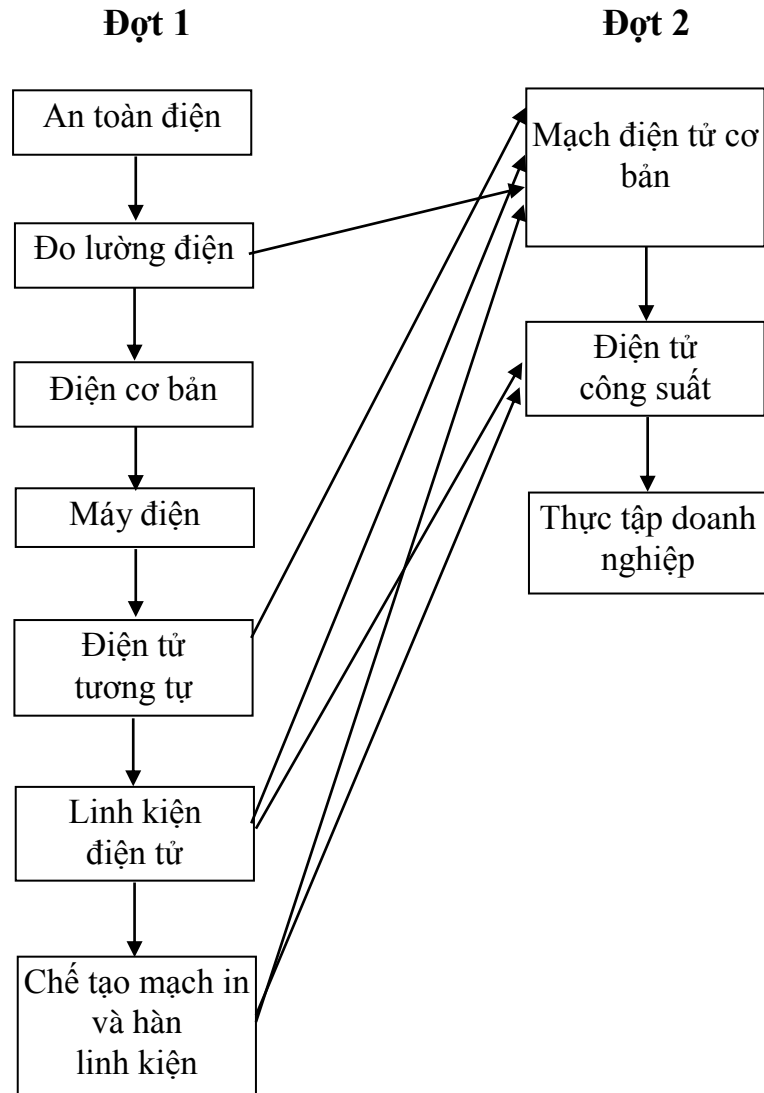 Đợt 1
Đợt 2
An toàn điện
Đo lường điện
Điện cơ bản
Máy điện
Điện tử
tương tự
Linh kiện
điện tử
Chế tạo mạch in
và hàn
linh kiện
Mạch điện tử cơ
bản
Điện tử
công suất
Thực tập doanh
nghiệp